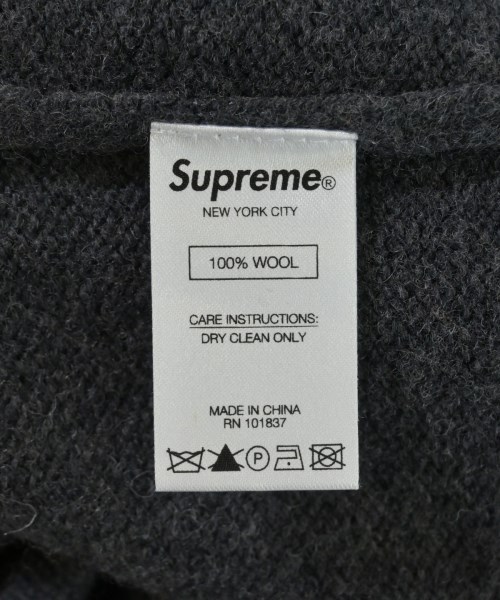 Supreme®
NEW YORK CITY
100% WOOL
CARE INSTRUCTIONS:
DRY CLEAN ONLY
MADE IN CHINA
RN 101837
P